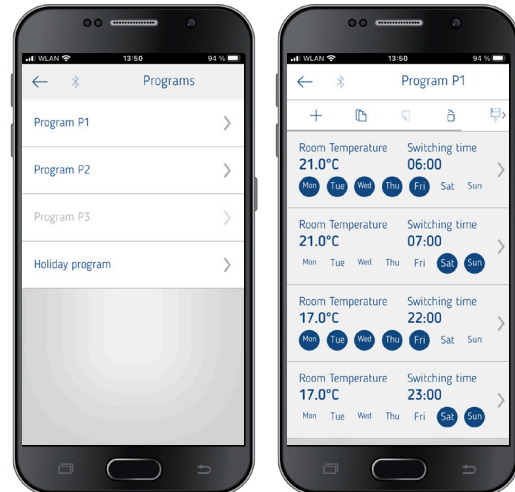 WLAN 13:50 94 %
Programs
Program P1
Program P2
Program P3
Holiday program
WLAN 13:50 94 %
Program P1
Room Temperature Switching time
21.0°C 06:00
Mon Tue Wed Thu Fri Sat Sun
Room Temperature Switching time
21.0°C 07:00
Mon Tue Wed Thu Fri Sat Sun
Room Temperature Switching time
17.0°C 22:00
Mon Tue Wed Thu Fri Sat Sun
Room Temperature Switching time
17.0°C 23:00
Mon Tue Wed Thu Fri Sat Sun